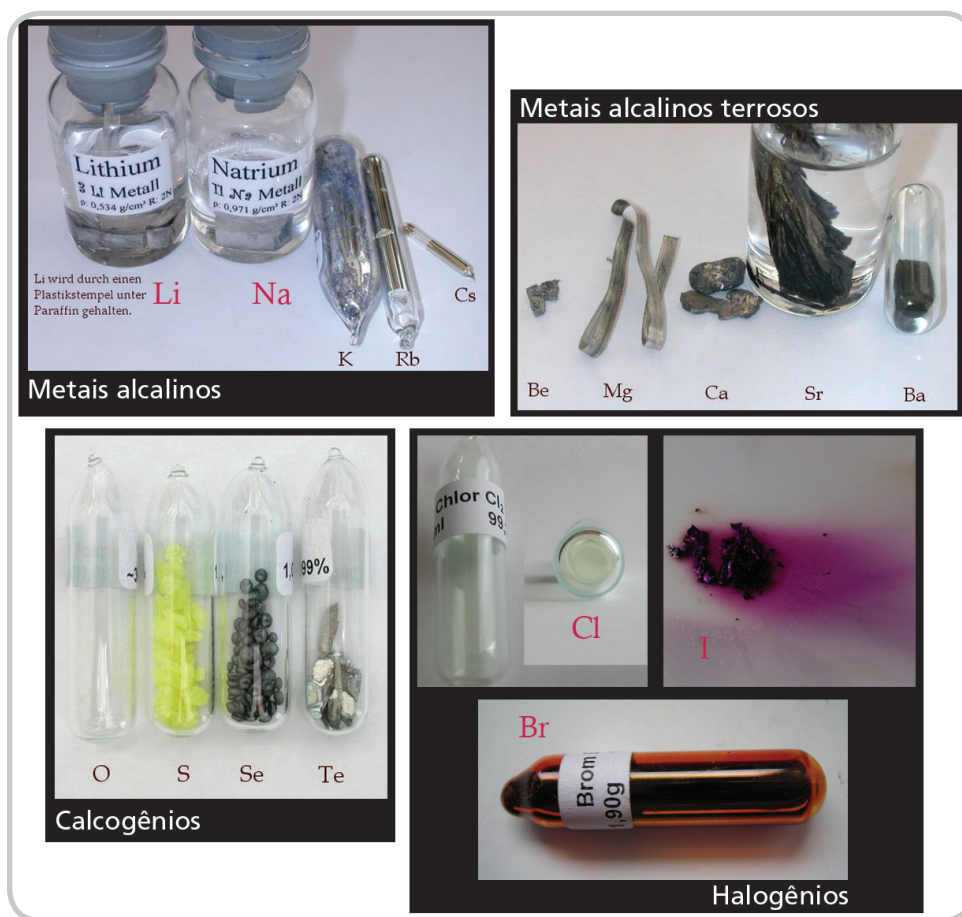 Lithium
3 Li Metall
ρ: 0,534 g/cm³ R: 2N
Natrium
11 Na Metall
ρ: 0,971 g/cm³ R: 2N
Li wird durch einen
Plastikstempel unter
Paraffin gehalten.
Li
Na
K
Rb
Cs
Metais alcalinos
Metais alcalinos terrosos
Be
Mg
Ca
Sr
Ba
99%
O
S
Se
Te
Calcogênios
Chlor Cl₂
ml
99,
Cl
I
Br
Brom
1,90g
Halogênios